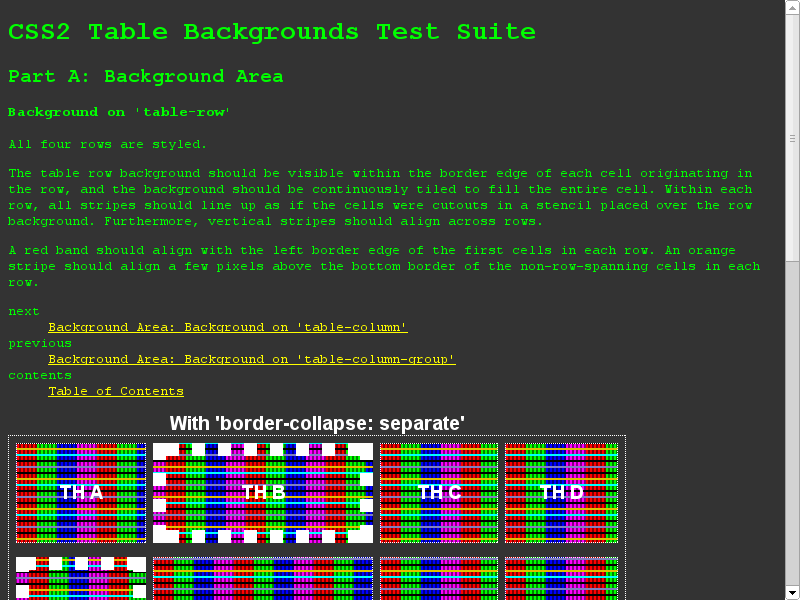 CSS2 Table Backgrounds Test Suite
Part A: Background Area
Background on 'table-row'
All four rows are styled.
The table row background should be visible within the border edge of each cell originating in
the row, and the background should be continuously tiled to fill the entire cell. Within each
row, all stripes should line up as if the cells were cutouts in a stencil placed over the row
background. Furthermore, vertical stripes should align across rows.
A red band should align with the left border edge of the first cells in each row. An orange
stripe should align a few pixels above the bottom border of the non-row-spanning cells in each
row.
next
Background Area: Background on 'table-column'
previous
Background Area: Background on 'table-column-group'
contents
Table of Contents
With 'border-collapse: separate'
TH A TH B TH C TH D